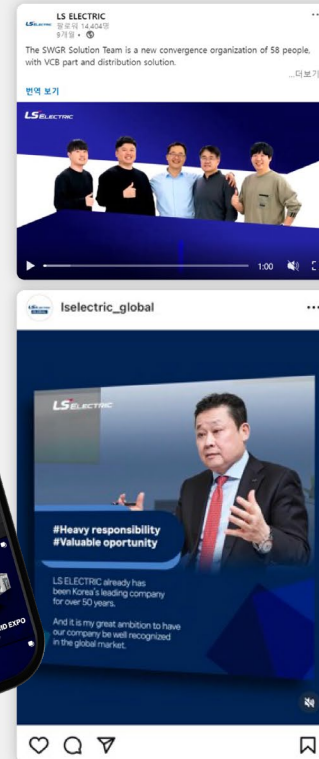 LS ELECTRIC
LS ELECTRIC
팔로워 14,404명
The SWGR Solution Team is a new convergence organization of 58 people,
with VCB part and distribution solution.
...더보기
번역 보기
LS ELECTRIC
1:00
lselectric_global
LS ELECTRIC
#Heavy responsibility
#Valuable oportunity
LS ELECTRIC already has
been Korea's leading company
for over 50 years.
And it is my great ambition to have
our company be well recognized
in the global market.
EXPO